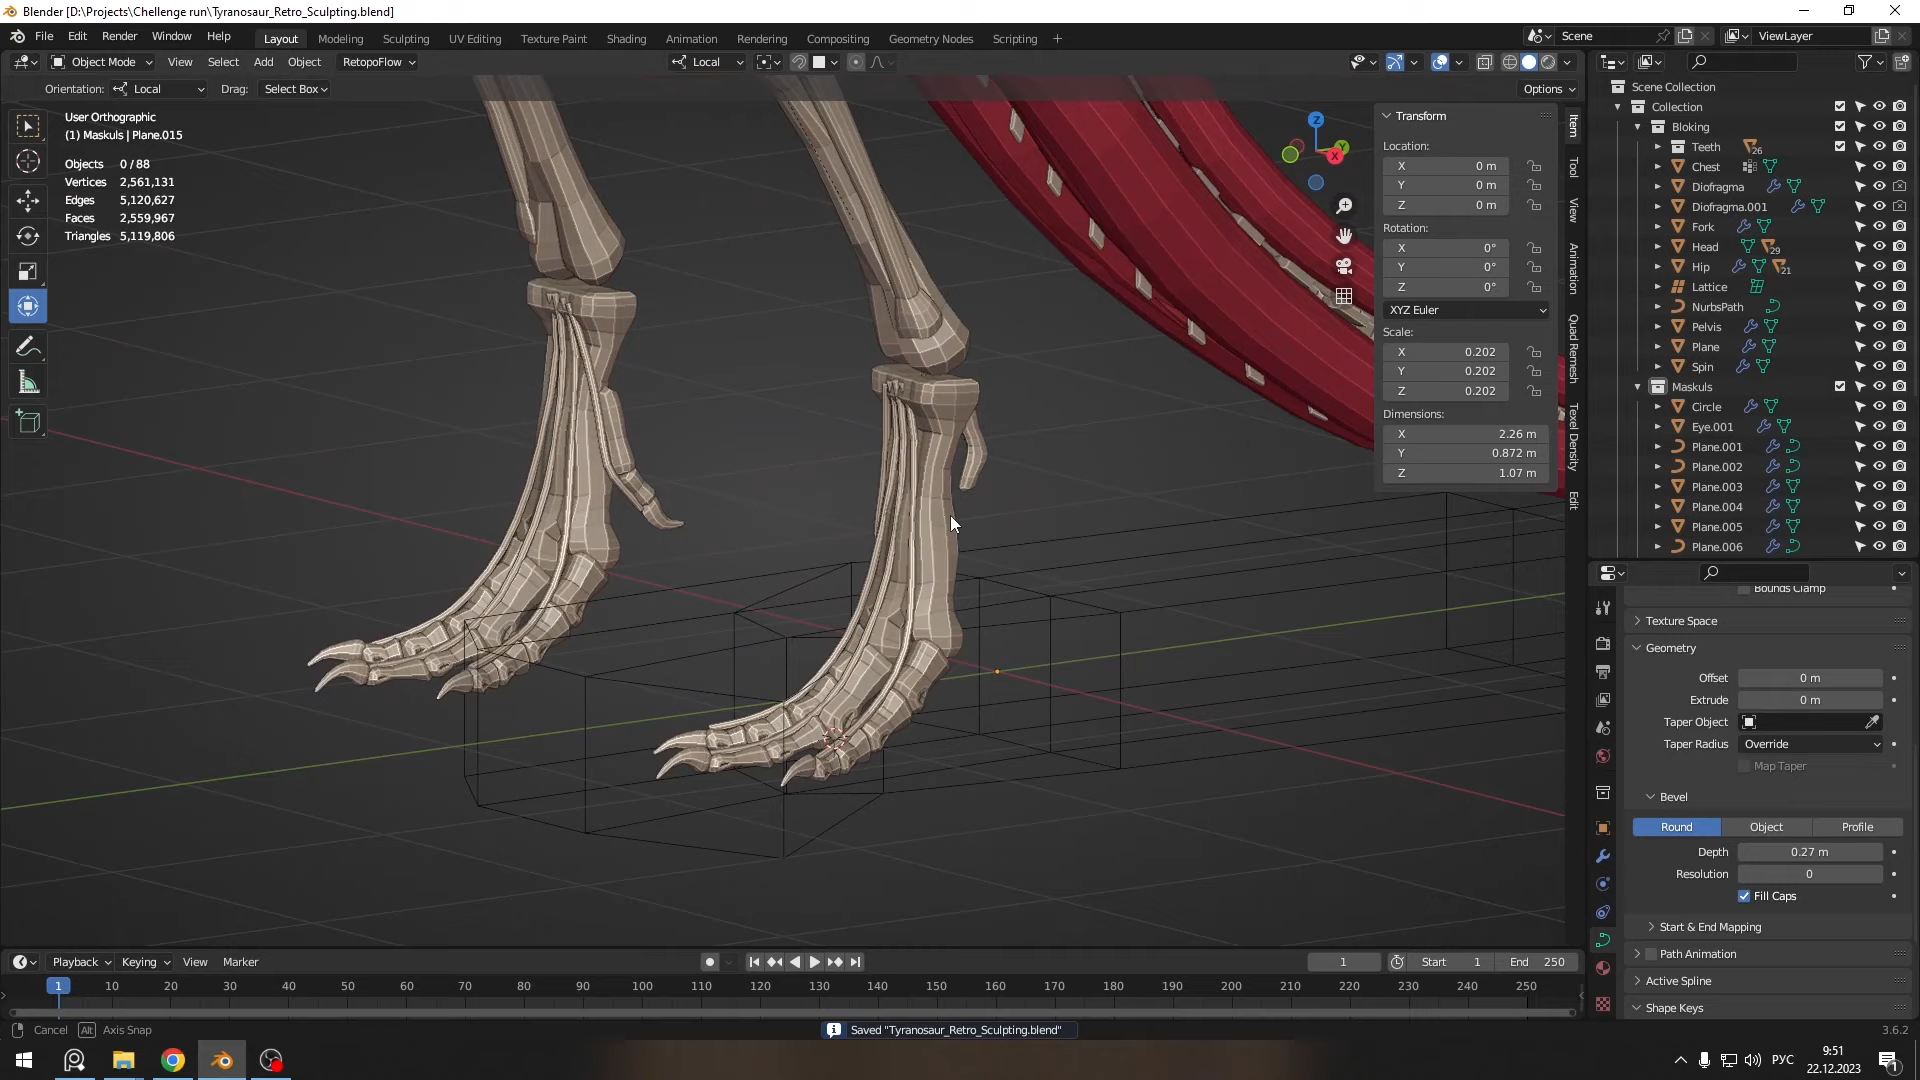 Blender [D:\Projects\Chellenge run\Tyranosaur_Retro_Sculpting.blend]
File Edit Render Window Help Layout Modeling Sculpting UV Editing Texture Paint Shading Animation Rendering Compositing Geometry Nodes Scripting + Scene ViewLayer
Object Mode View Select Add Object RetopoFlow Local
Orientation: Local Drag: Select Box Options
User Orthographic
(1) Maskuls | Plane.015
Objects 0 / 88
Vertices 2,561,131
Edges 5,120,627
Faces 2,559,967
Triangles 5,119,806
Z
Y
X
Transform
Location:
X 0 m
Y 0 m
Z 0 m
Rotation:
X 0°
Y 0°
Z 0°
XYZ Euler
Scale:
X 0.202
Y 0.202
Z 0.202
Dimensions:
X 2.26 m
Y 0.872 m
Z 1.07 m
Item
Tool
View
Animation
Quad Remesh
Texel Density
Edit
Scene Collection
Collection
Bloking
Teeth 26
Chest
Diofragma
Diofragma.001
Fork
Head 29
Hip 21
Lattice
NurbsPath
Pelvis
Plane
Spin
Maskuls
Circle
Eye.001
Plane.001
Plane.002
Plane.003
Plane.004
Plane.005
Plane.006
Bounds Clamp
Texture Space
Geometry
Offset 0 m
Extrude 0 m
Taper Object
Taper Radius Override
Map Taper
Bevel
Round Object Profile
Depth 0.27 m
Resolution 0
Fill Caps
Start & End Mapping
Path Animation
Active Spline
Shape Keys
Playback Keying View Marker 1 Start 1 End 250
1 10 20 30 40 50 60 70 80 90 100 110 120 130 140 150 160 170 180 190 200 210 220 230 240 250
Cancel Alt Axis Snap Saved "Tyranosaur_Retro_Sculpting.blend" 3.6.2
РУС 9:51
22.12.2023
1